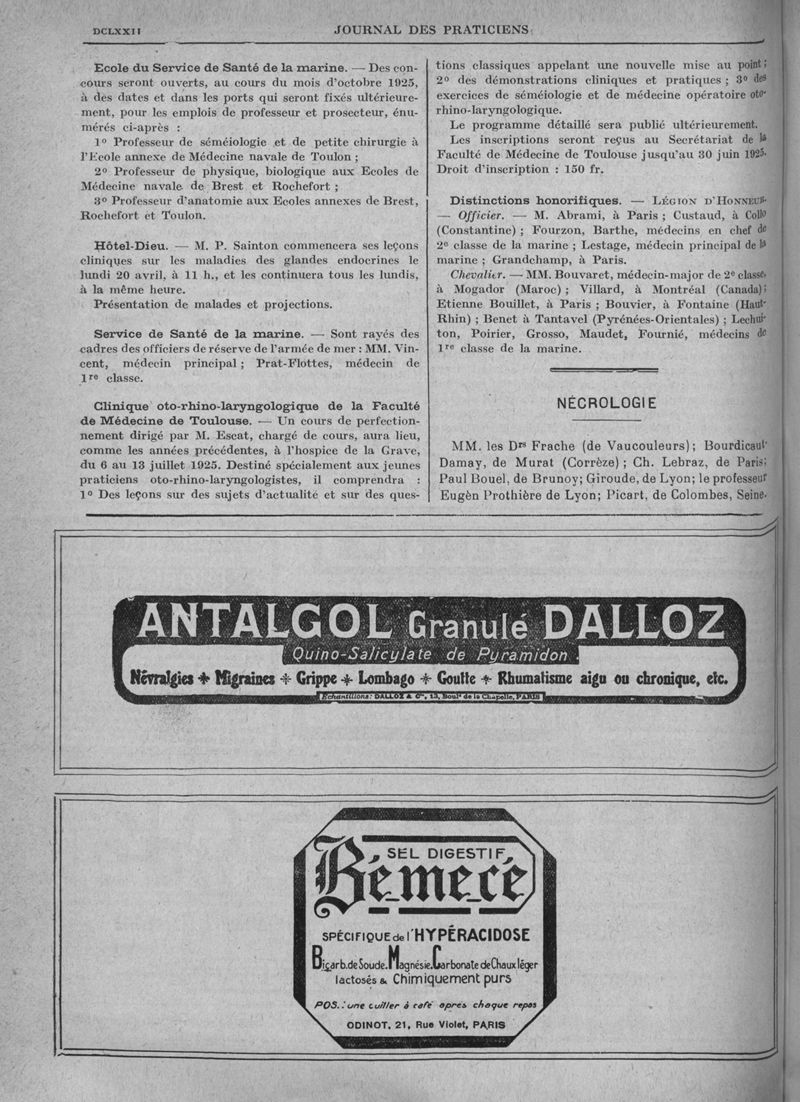 DCLXXII
JOURNAL DES PRATICIENS
Ecole du Service de Santé de la marine. — Des con-
cours seront ouverts, au cours du mois d'octobre 1925,
à des dates et dans les ports qui seront fixés ultérieure-
ment, pour les emplois de professeur et prosecteur, énu-
mérés ci-après :
1º Professeur de séméiologie et de petite chirurgie à
l'Ecole annexe de Médecine navale de Toulon ;
2º Professeur de physique, biologique aux Ecoles de
Médecine navale de Brest et Rochefort ;
3º Professeur d'anatomie aux Ecoles annexes de Brest,
Rochefort et Toulon.
Hôtel-Dieu. — M. P. Sainton commencera ses leçons
cliniques sur les maladies des glandes endocrines le
lundi 20 avril, à 11 h., et les continuera tous les lundis,
à la même heure.
Présentation de malades et projections.
Service de Santé de la marine. — Sont rayés des
cadres des officiers de réserve de l'armée de mer : MM. Vin-
cent, médecin principal ; Prat-Flottes, médecin de
1re classe.
Clinique oto-rhino-laryngologique de la Faculté
de Médecine de Toulouse. — Un cours de perfection-
nement dirigé par M. Escat, chargé de cours, aura lieu,
comme les années précédentes, à l'hospice de la Grave,
du 6 au 13 juillet 1925. Destiné spécialement aux jeunes
praticiens oto-rhino-laryngologistes, il comprendra :
1º Des leçons sur des sujets d'actualité et sur des ques-
tions classiques appelant une nouvelle mise au point ;
2º des démonstrations cliniques et pratiques ; 3º des
exercices de séméiologie et de médecine opératoire oto-
rhino-laryngologique.
Le programme détaillé sera publié ultérieurement.
Les inscriptions seront reçus au Secrétariat de la
Faculté de Médecine de Toulouse jusqu'au 30 juin 1925.
Droit d'inscription : 150 fr.
Distinctions honorifiques. — LÉGION D'HONNEUR.
— Officier. — M. Abrami, à Paris ; Custaud, à Collo
(Constantine) ; Fourzon, Barthe, médecins en chef de
2º classe de la marine ; Lestage, médecin principal de la
marine ; Grandchamp, à Paris.
Chevalier. — MM. Bouvaret, médecin-major de 2º classe,
à Mogador (Maroc) ; Villard, à Montréal (Canada) ;
Etienne Bouillet, à Paris ; Bouvier, à Fontaine (Haut-
Rhin) ; Benet à Tantavel (Pyrénées-Orientales) ; Lechui-
ton, Poirier, Grosso, Maudet, Fournié, médecins de
1re classe de la marine.
NÉCROLOGIE
MM. les Drs Frache (de Vaucouleurs) ; Bourdicaut-
Damay, de Murat (Corrèze) ; Ch. Lebraz, de Paris ;
Paul Bouel, de Brunoy; Giroude, de Lyon; le professeur
Eugèn Prothière de Lyon; Picart, de Colombes, Seine.
ANTALGOL Granulé DALLOZ
Quino-Salicylate de Pyramidon.
Névralgies + Migraines + Grippe + Lombago + Goutte + Rhumatisme aigu ou chronique, etc.
Echantillons: DALLOZ & Cie, 13, Boulᵈ de la Chapelle, PARIS
SEL DIGESTIF
Bémécé
SPÉCIFIQUE de l'HYPÉRACIDOSE
Bicarb. de Soude. Magnésie. Carbonate de Chaux léger
lactosés & Chimiquement purs
POS. : une cuiller à café après chaque repas
ODINOT, 21, Rue Violet, PARIS